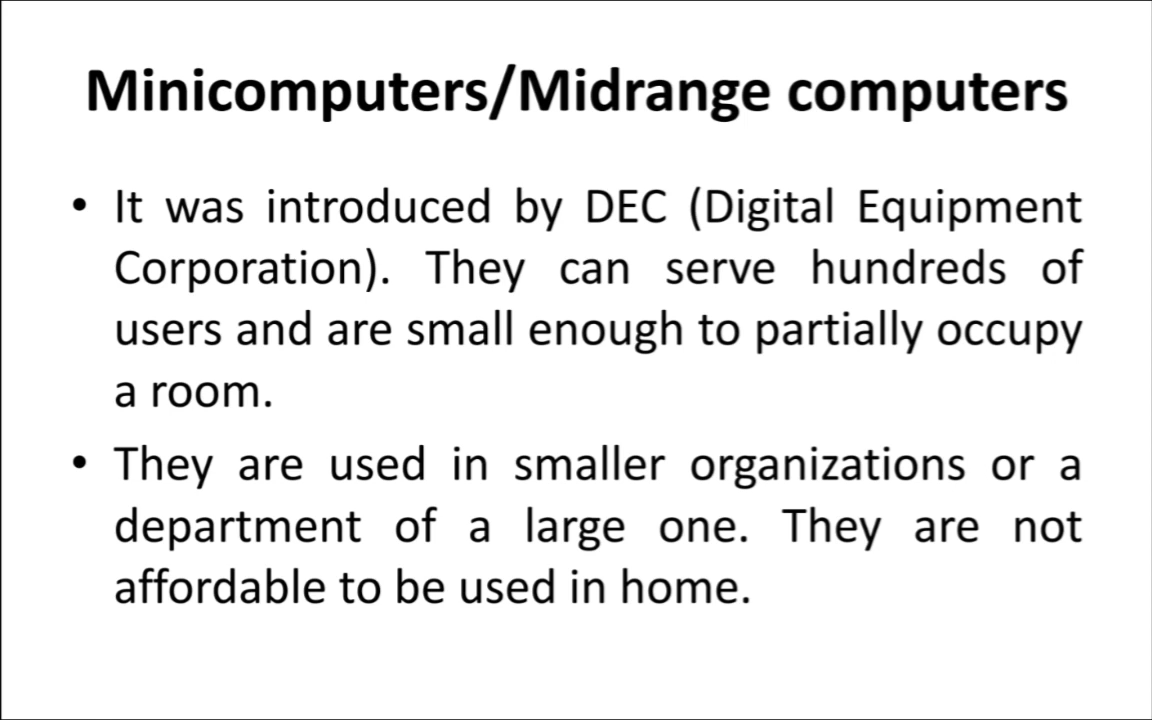 Minicomputers/Midrange computers
• It was introduced by DEC (Digital Equipment
Corporation). They can serve hundreds of
users and are small enough to partially occupy
a room.
• They are used in smaller organizations or a
department of a large one. They are not
affordable to be used in home.